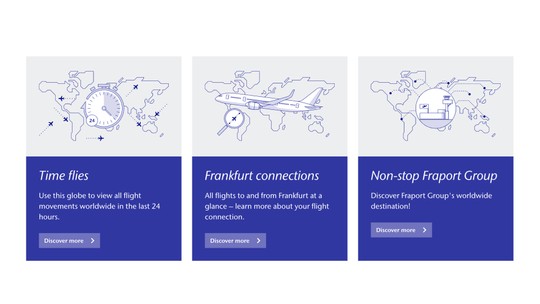 24
Time flies
Use this globe to view all flight
movements worldwide in the last 24
hours.
Discover more
Frankfurt connections
All flights to and from Frankfurt at a
glance – learn more about your flight
connection.
Discover more
Non-stop Fraport Group
Discover Fraport Group's worldwide
destination!
Discover more